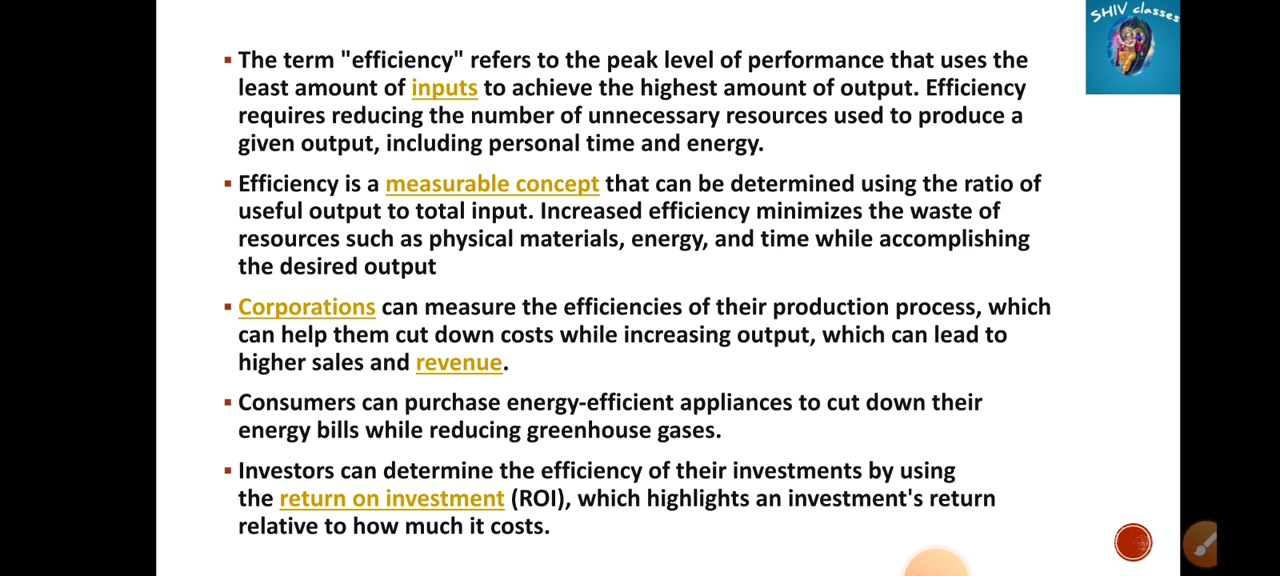 SHIV classes
▪ The term "efficiency" refers to the peak level of performance that uses the
least amount of inputs to achieve the highest amount of output. Efficiency
requires reducing the number of unnecessary resources used to produce a
given output, including personal time and energy.
▪ Efficiency is a measurable concept that can be determined using the ratio of
useful output to total input. Increased efficiency minimizes the waste of
resources such as physical materials, energy, and time while accomplishing
the desired output
▪ Corporations can measure the efficiencies of their production process, which
can help them cut down costs while increasing output, which can lead to
higher sales and revenue.
▪ Consumers can purchase energy-efficient appliances to cut down their
energy bills while reducing greenhouse gases.
▪ Investors can determine the efficiency of their investments by using
the return on investment (ROI), which highlights an investment's return
relative to how much it costs.